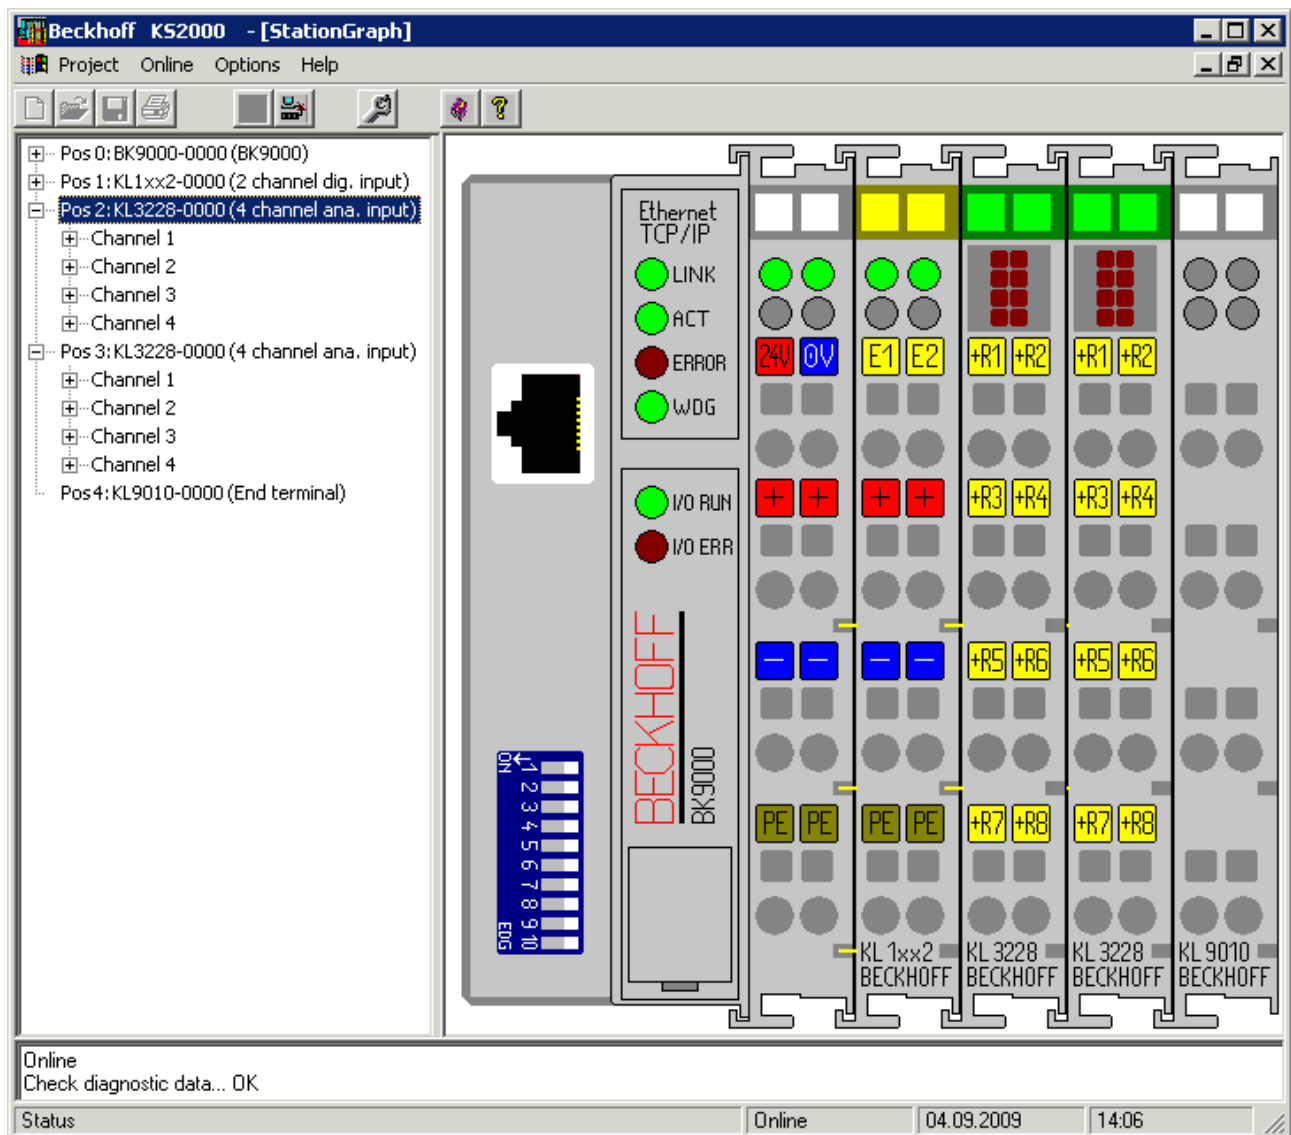 Beckhoff KS2000 - [StationGraph]
Project Online Options Help
Pos 0: BK9000-0000 (BK9000)
Pos 1: KL1xx2-0000 (2 channel dig. input)
Pos 2: KL3228-0000 (4 channel ana. input)
Channel 1
Channel 2
Channel 3
Channel 4
Pos 3: KL3228-0000 (4 channel ana. input)
Channel 1
Channel 2
Channel 3
Channel 4
Pos 4: KL9010-0000 (End terminal)
Ethernet
TCP/IP
LINK
ACT
ERROR
WDG
I/O RUN
I/O ERR
BECKHOFF
BK9000
ON
1 2 3 4 5 6 7 8 9 10
EDG
24V 0V E1 E2 +R1 +R2 +R1 +R2
+ + + + +R3 +R4 +R3 +R4
- - - - +R5 +R6 +R5 +R6
PE PE PE PE +R7 +R8 +R7 +R8
KL 1xx2 KL 3228 KL 3228 KL 9010
BECKHOFF BECKHOFF BECKHOFF BECKHOFF
Online
Check diagnostic data... OK
Status Online 04.09.2009 14:06